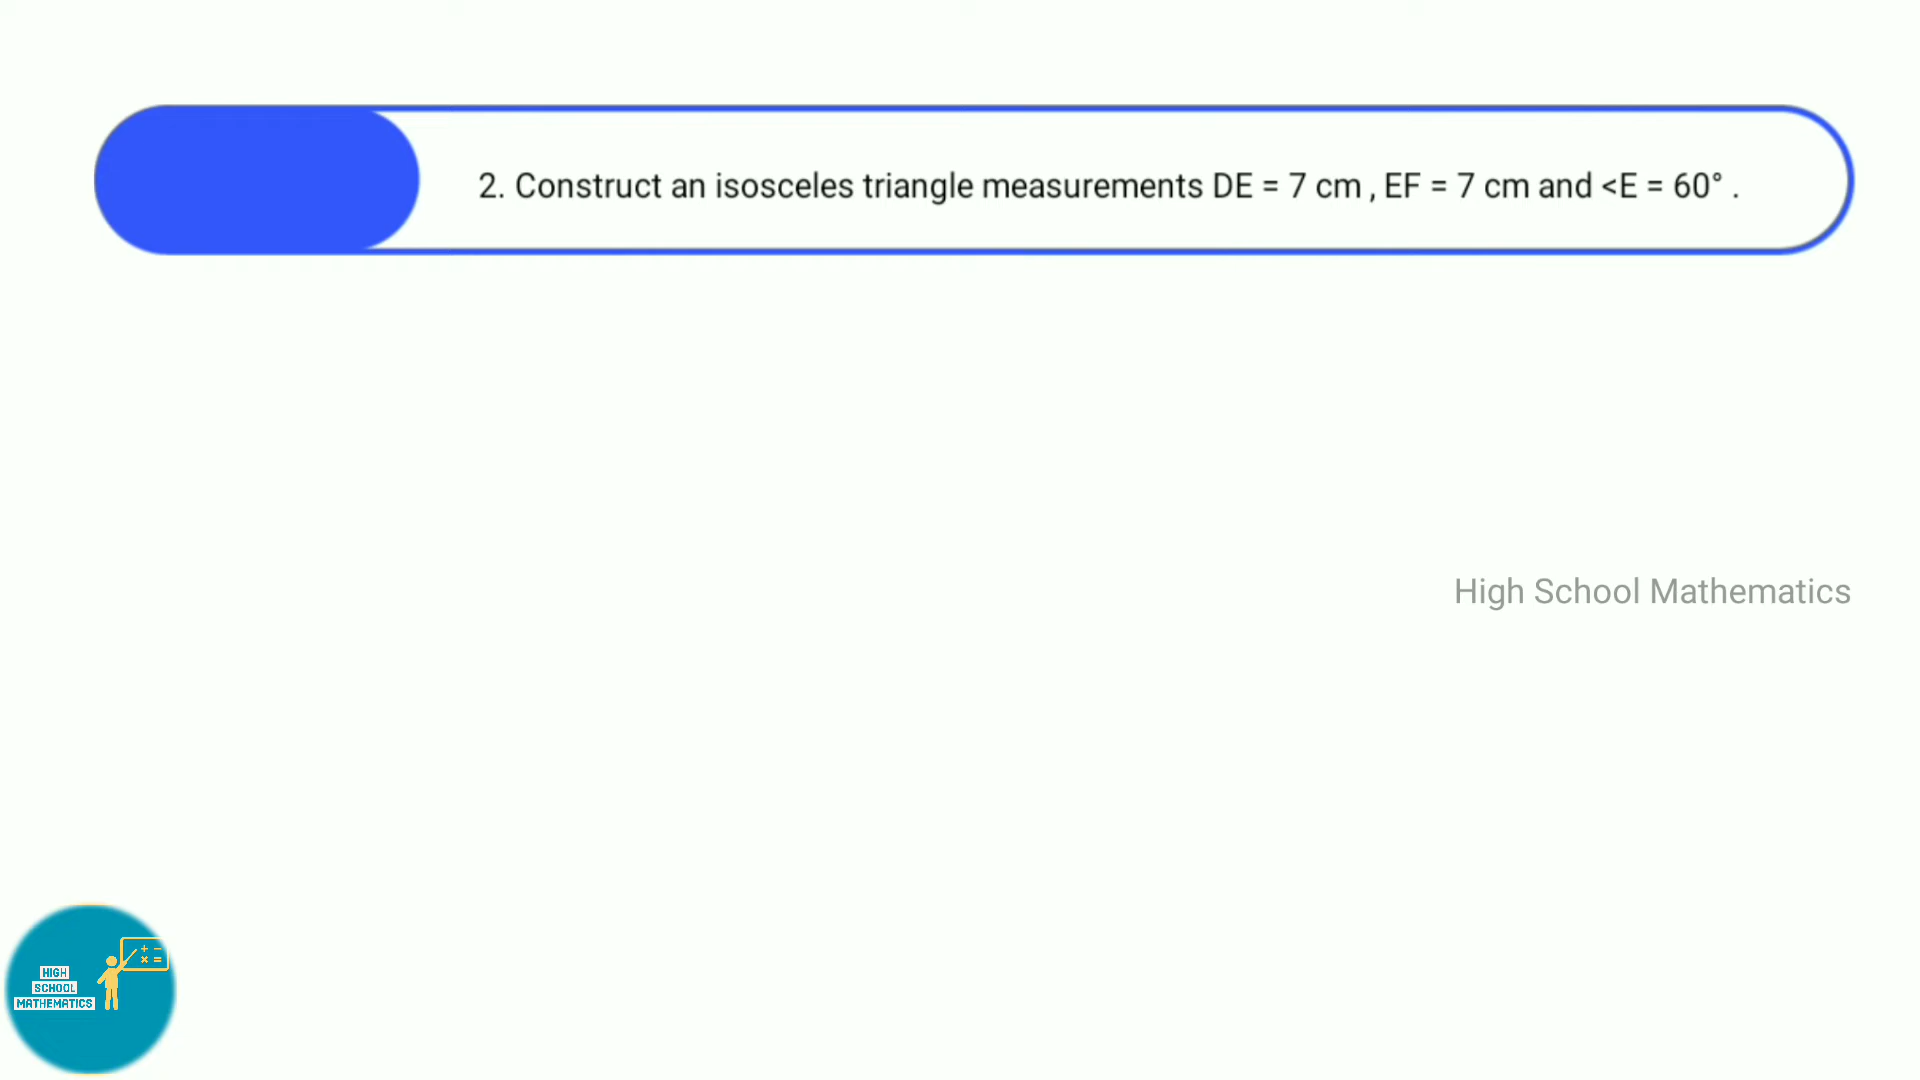 2. Construct an isosceles triangle measurements DE = 7 cm , EF = 7 cm and <E = 60° .
High School Mathematics
+ −
× =
HIGH
SCHOOL
MATHEMATICS